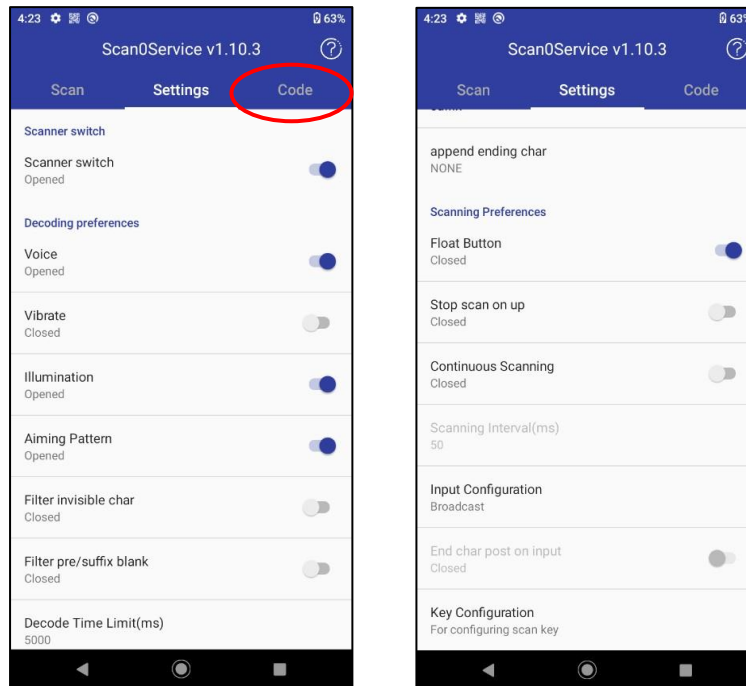 4:23 63%
Scan0Service v1.10.3 ?
Scan Settings Code
Scanner switch
Scanner switch
Opened
Decoding preferences
Voice
Opened
Vibrate
Closed
Illumination
Opened
Aiming Pattern
Opened
Filter invisible char
Closed
Filter pre/suffix blank
Closed
Decode Time Limit(ms)
5000
4:23 63%
Scan0Service v1.10.3 ?
Scan Settings Code
append ending char
NONE
Scanning Preferences
Float Button
Closed
Stop scan on up
Closed
Continuous Scanning
Closed
Scanning Interval(ms)
50
Input Configuration
Broadcast
End char post on input
Closed
Key Configuration
For configuring scan key